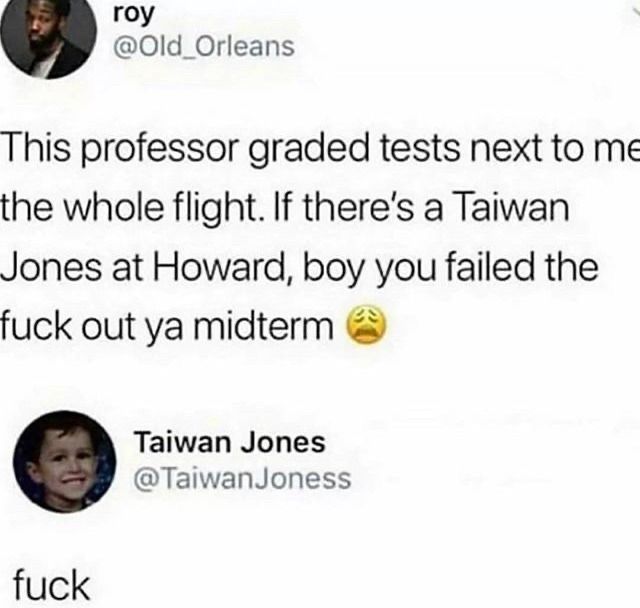 roy
@Old_Orleans
This professor graded tests next to me
the whole flight. If there's a Taiwan
Jones at Howard, boy you failed the
fuck out ya midterm 😩
Taiwan Jones
@TaiwanJoness
fuck